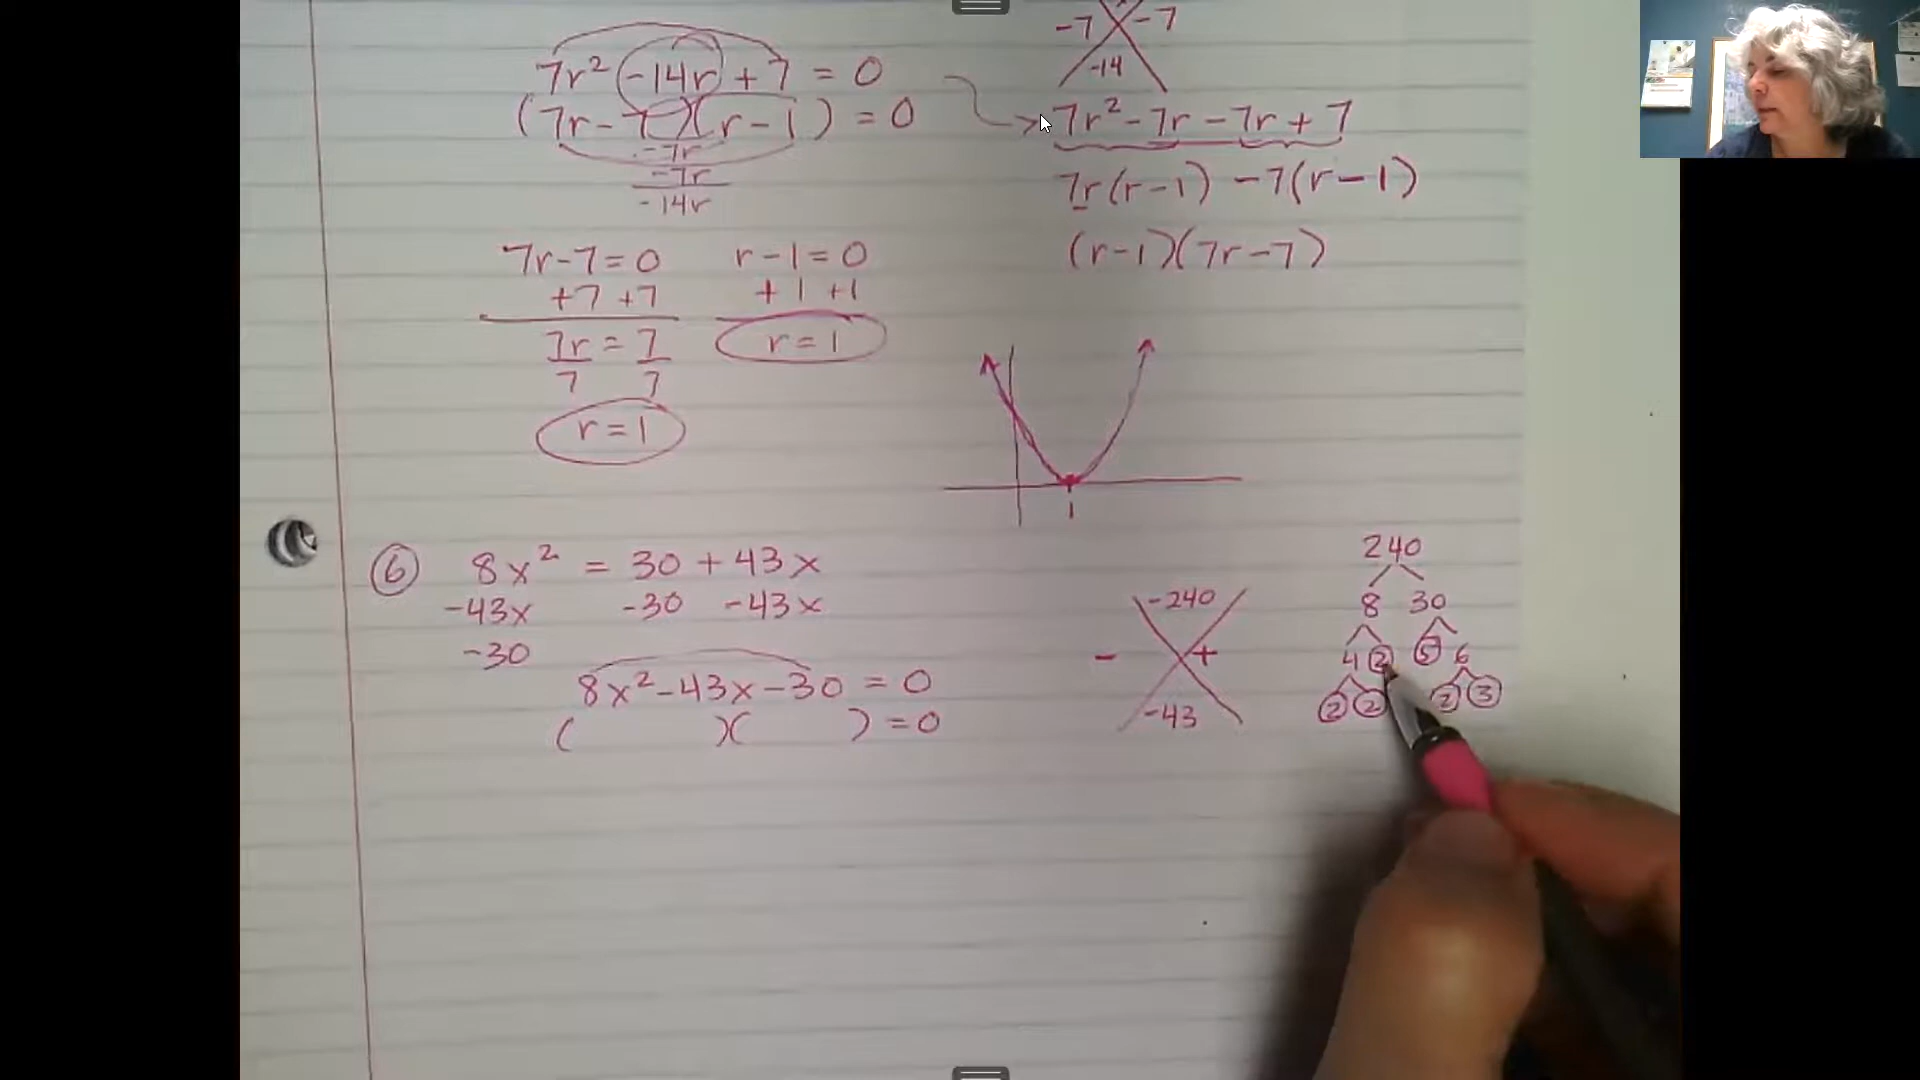 -7 -7
-14
7r² -14r + 7 = 0
(7r - 7)(r - 1) = 0
-7r
-7r
-14r
7r² - 7r - 7r + 7
7r(r - 1) - 7(r - 1)
(r - 1)(7r - 7)
7r - 7 = 0 r - 1 = 0
+7 +7 + 1 +1
7r = 7 r = 1
7 7
r = 1
1
6 8x² = 30 + 43x
-43x -30 -43x
-30
8x² - 43x - 30 = 0
( )( ) = 0
-240
- +
-43
240
8 30
4 2 5 6
2 2 2 3